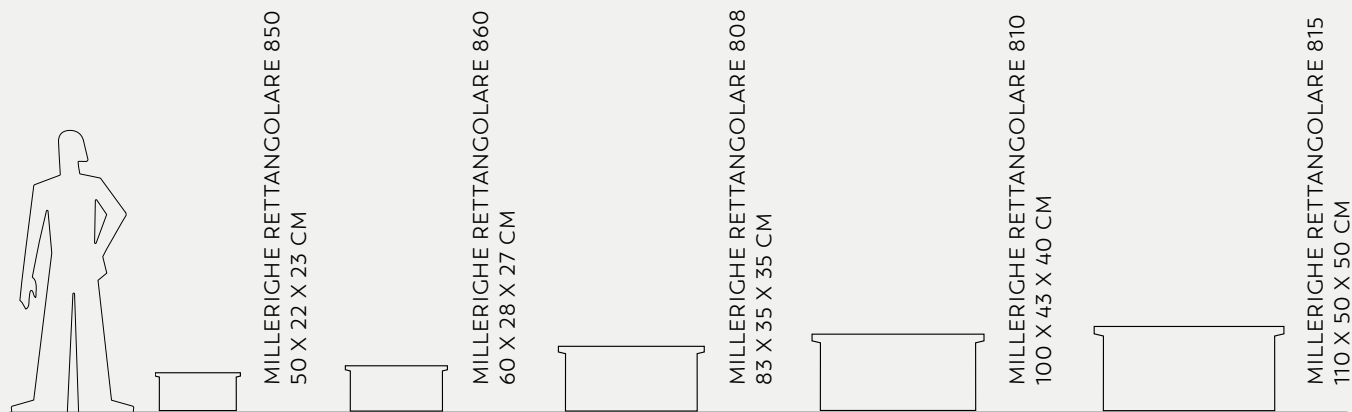 MILLERIGHE RETTANGOLARE 850
50 X 22 X 23 CM
MILLERIGHE RETTANGOLARE 860
60 X 28 X 27 CM
MILLERIGHE RETTANGOLARE 808
83 X 35 X 35 CM
MILLERIGHE RETTANGOLARE 810
100 X 43 X 40 CM
MILLERIGHE RETTANGOLARE 815
110 X 50 X 50 CM